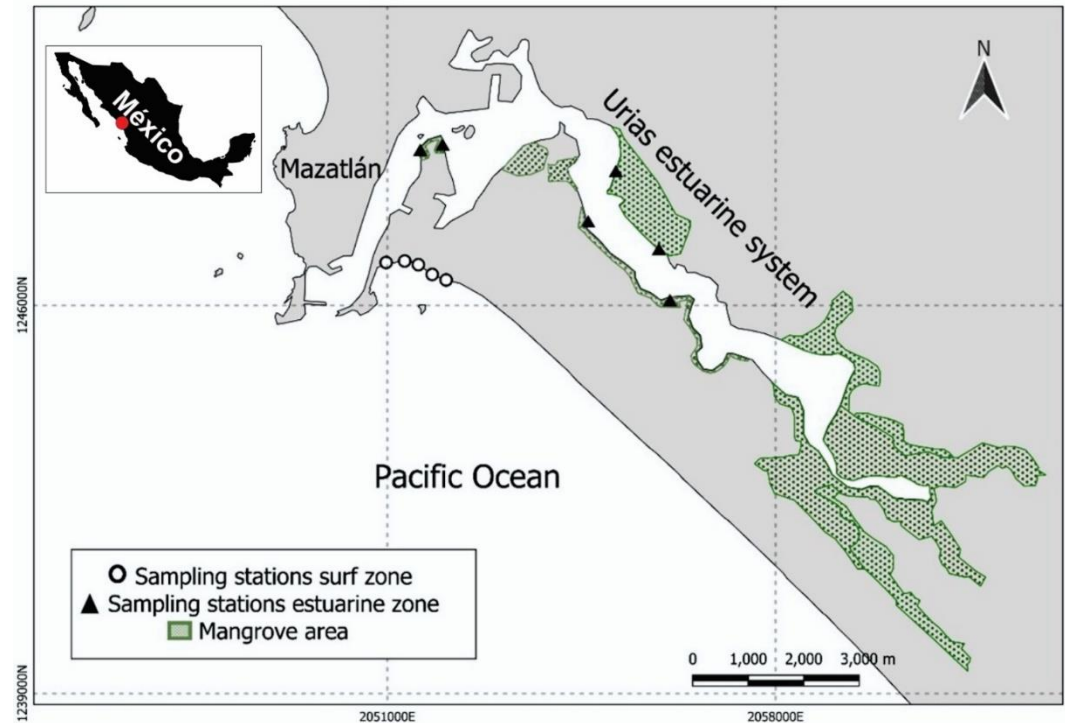 México
N
Mazatlán
Urias estuarine system
1246000N
Pacific Ocean
Sampling stations surf zone
Sampling stations estuarine zone
Mangrove area
0 1,000 2,000 3,000 m
1239000N
2051000E 2058000E